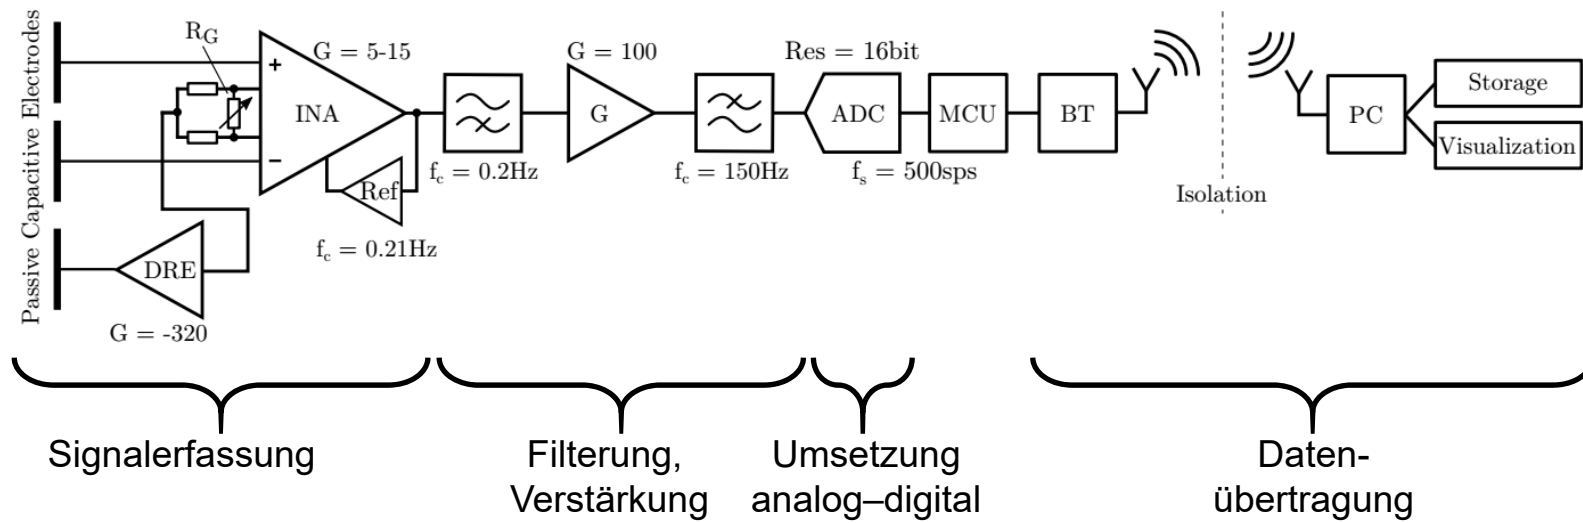 Passive Capacitive Electrodes
R_G
G = 5-15
+
INA
−
Ref
f_c = 0.21Hz
DRE
G = -320
f_c = 0.2Hz
G = 100
G
f_c = 150Hz
Res = 16bit
ADC
f_s = 500sps
MCU
BT
Isolation
PC
Storage
Visualization
Signalerfassung
Filterung,
Verstärkung
Umsetzung
analog–digital
Daten-
übertragung